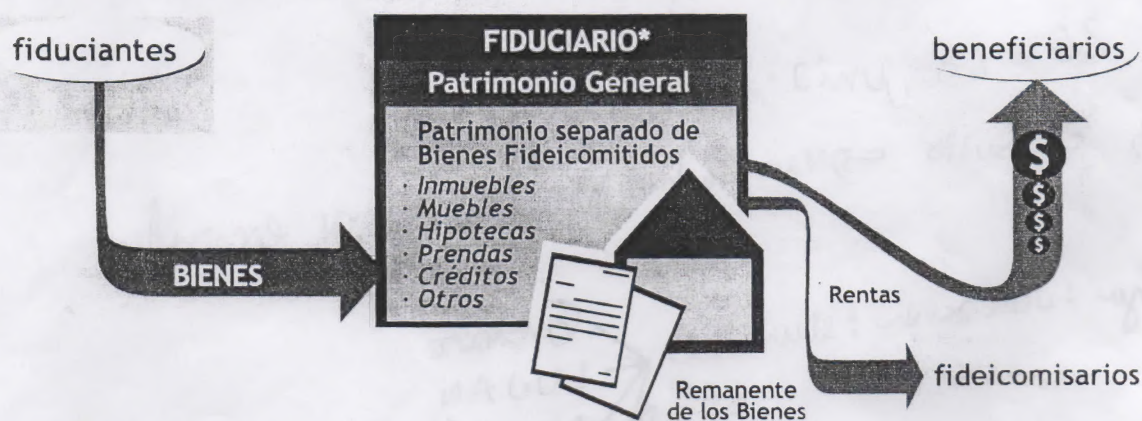 fiduciantes
BIENES
FIDUCIARIO*
Patrimonio General
Patrimonio separado de
Bienes Fideicomitidos
· Inmuebles
· Muebles
· Hipotecas
· Prendas
· Créditos
· Otros
beneficiarios
$
$
$
$
Rentas
fideicomisarios
Remanente
de los Bienes